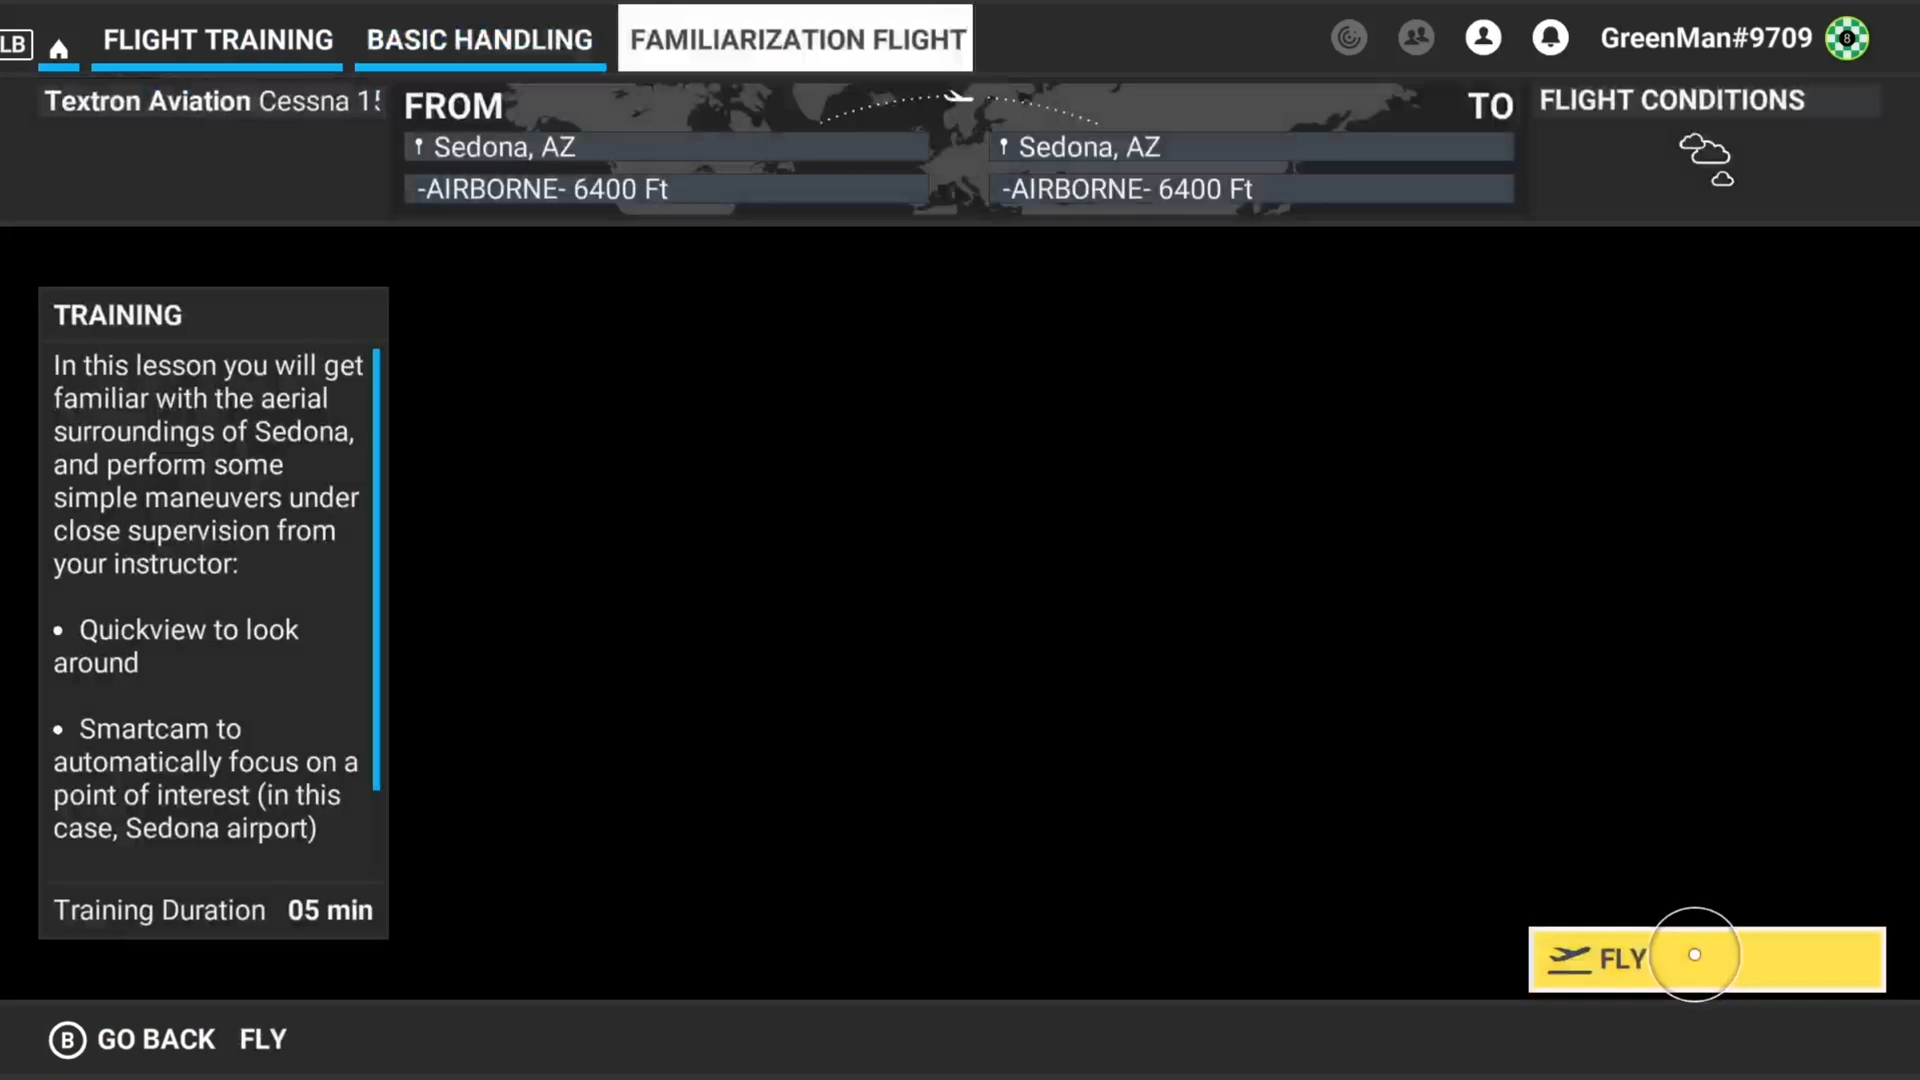 LB
FLIGHT TRAINING
BASIC HANDLING
FAMILIARIZATION FLIGHT
GreenMan#9709
8
Textron Aviation Cessna
FROM
TO
FLIGHT CONDITIONS
Sedona, AZ
Sedona, AZ
-AIRBORNE- 6400 Ft
-AIRBORNE- 6400 Ft
TRAINING
In this lesson you will get
familiar with the aerial
surroundings of Sedona,
and perform some
simple maneuvers under
close supervision from
your instructor:
• Quickview to look
around
• Smartcam to
automatically focus on a
point of interest (in this
case, Sedona airport)
Training Duration 05 min
FLY
B GO BACK FLY